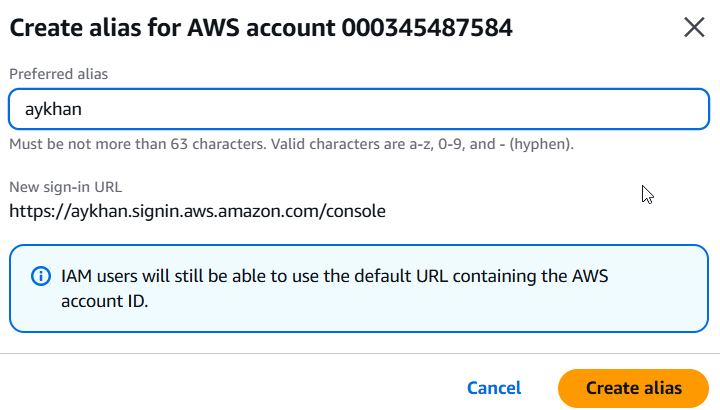 Create alias for AWS account 000345487584
Preferred alias
aykhan
Must be not more than 63 characters. Valid characters are a-z, 0-9, and - (hyphen).
New sign-in URL
https://aykhan.signin.aws.amazon.com/console
IAM users will still be able to use the default URL containing the AWS
account ID.
Cancel
Create alias